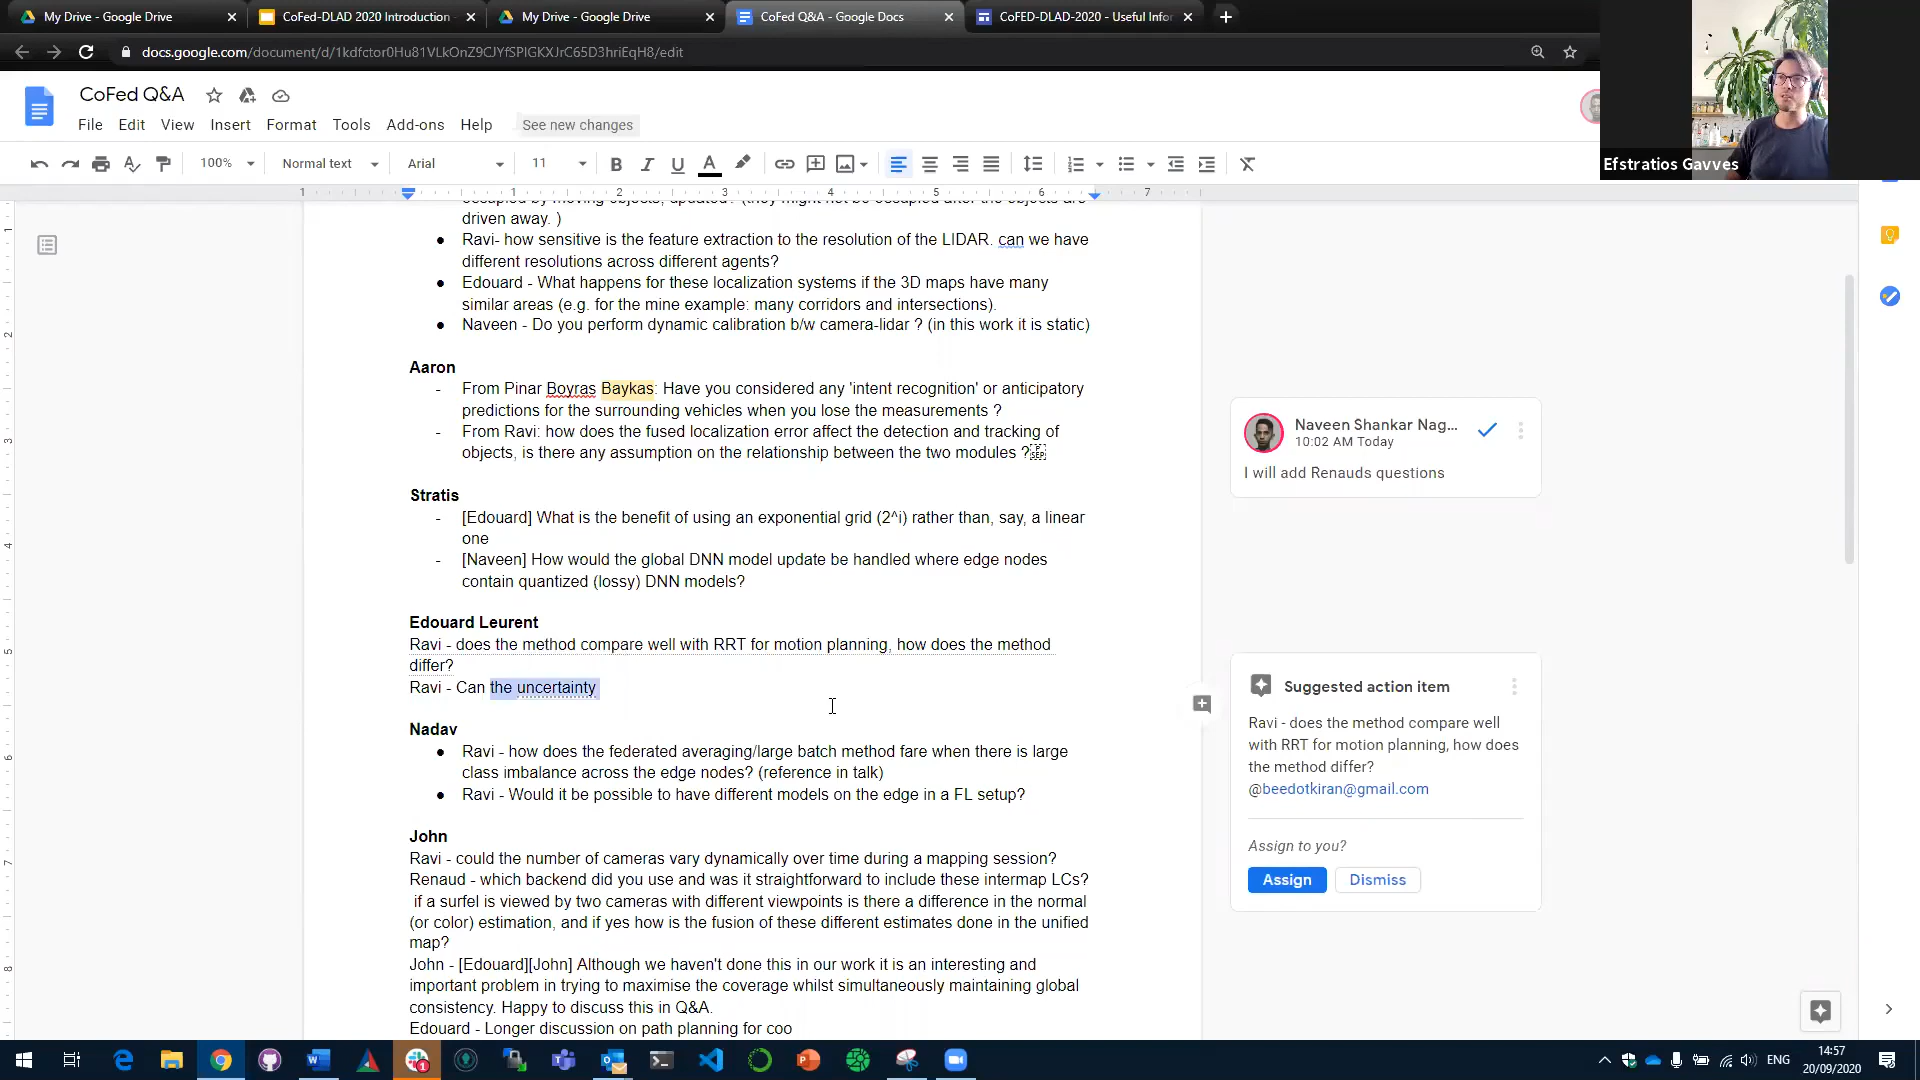 My Drive - Google Drive
CoFed-DLAD 2020 Introduction -
My Drive - Google Drive
CoFed Q&A - Google Docs
CoFED-DLAD-2020 - Useful Infor
docs.google.com/document/d/1kdfctor0Hu81VLkOnZ9CJYfSPlGKXJrC65D3hriEqH8/edit
CoFed Q&A
File Edit View Insert Format Tools Add-ons Help See new changes
100% Normal text Arial 11 B I U A
Efstratios Gavves
1 1 2 3 4 5 6 7
driven away. )
● Ravi- how sensitive is the feature extraction to the resolution of the LIDAR. can we have
different resolutions across different agents?
● Edouard - What happens for these localization systems if the 3D maps have many
similar areas (e.g. for the mine example: many corridors and intersections).
● Naveen - Do you perform dynamic calibration b/w camera-lidar ? (in this work it is static)
Aaron
- From Pinar Boyras Baykas: Have you considered any 'intent recognition' or anticipatory
predictions for the surrounding vehicles when you lose the measurements ?
- From Ravi: how does the fused localization error affect the detection and tracking of
objects, is there any assumption on the relationship between the two modules ?
Stratis
- [Edouard] What is the benefit of using an exponential grid (2^i) rather than, say, a linear
one
- [Naveen] How would the global DNN model update be handled where edge nodes
contain quantized (lossy) DNN models?
Edouard Leurent
Ravi - does the method compare well with RRT for motion planning, how does the method
differ?
Ravi - Can the uncertainty
Nadav
● Ravi - how does the federated averaging/large batch method fare when there is large
class imbalance across the edge nodes? (reference in talk)
● Ravi - Would it be possible to have different models on the edge in a FL setup?
John
Ravi - could the number of cameras vary dynamically over time during a mapping session?
Renaud - which backend did you use and was it straightforward to include these intermap LCs?
if a surfel is viewed by two cameras with different viewpoints is there a difference in the normal
(or color) estimation, and if yes how is the fusion of these different estimates done in the unified
map?
John - [Edouard][John] Although we haven't done this in our work it is an interesting and
important problem in trying to maximise the coverage whilst simultaneously maintaining global
consistency. Happy to discuss this in Q&A.
Edouard - Longer discussion on path planning for coo
Naveen Shankar Nag...
10:02 AM Today
I will add Renauds questions
Suggested action item
Ravi - does the method compare well
with RRT for motion planning, how does
the method differ?
@beedotkiran@gmail.com
Assign to you?
Assign Dismiss
ENG
14:57
20/09/2020